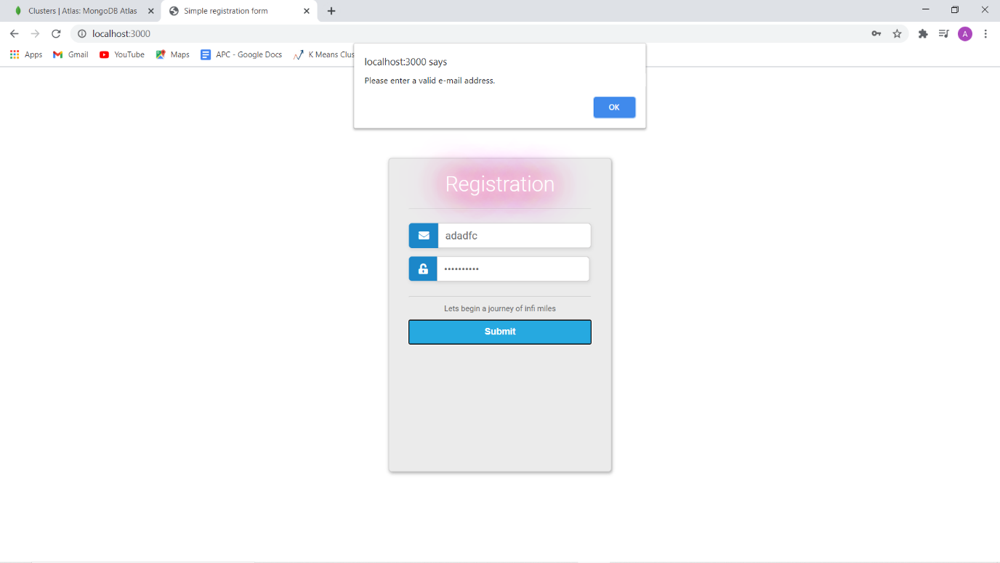 Clusters | Atlas: MongoDB Atlas
Simple registration form
localhost:3000
A
Apps
Gmail
YouTube
Maps
APC - Google Docs
K Means Clus
localhost:3000 says
Please enter a valid e-mail address.
OK
Registration
adadfc
••••••••••
Lets begin a journey of infi miles
Submit